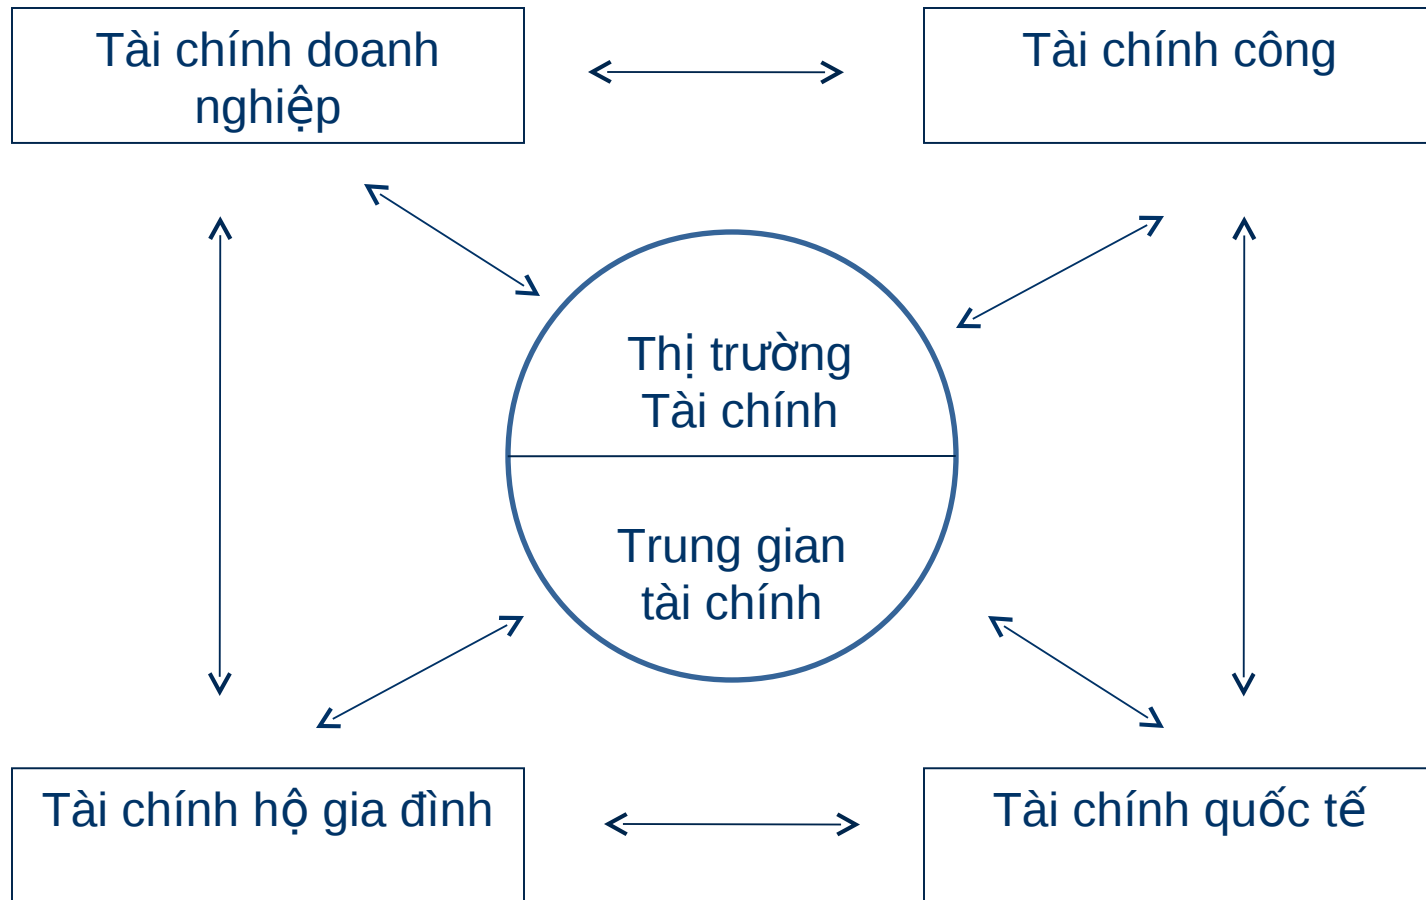 Tài chính doanh
nghiệp
Tài chính công
Thị trường
Tài chính
Trung gian
tài chính
Tài chính hộ gia đình
Tài chính quốc tế